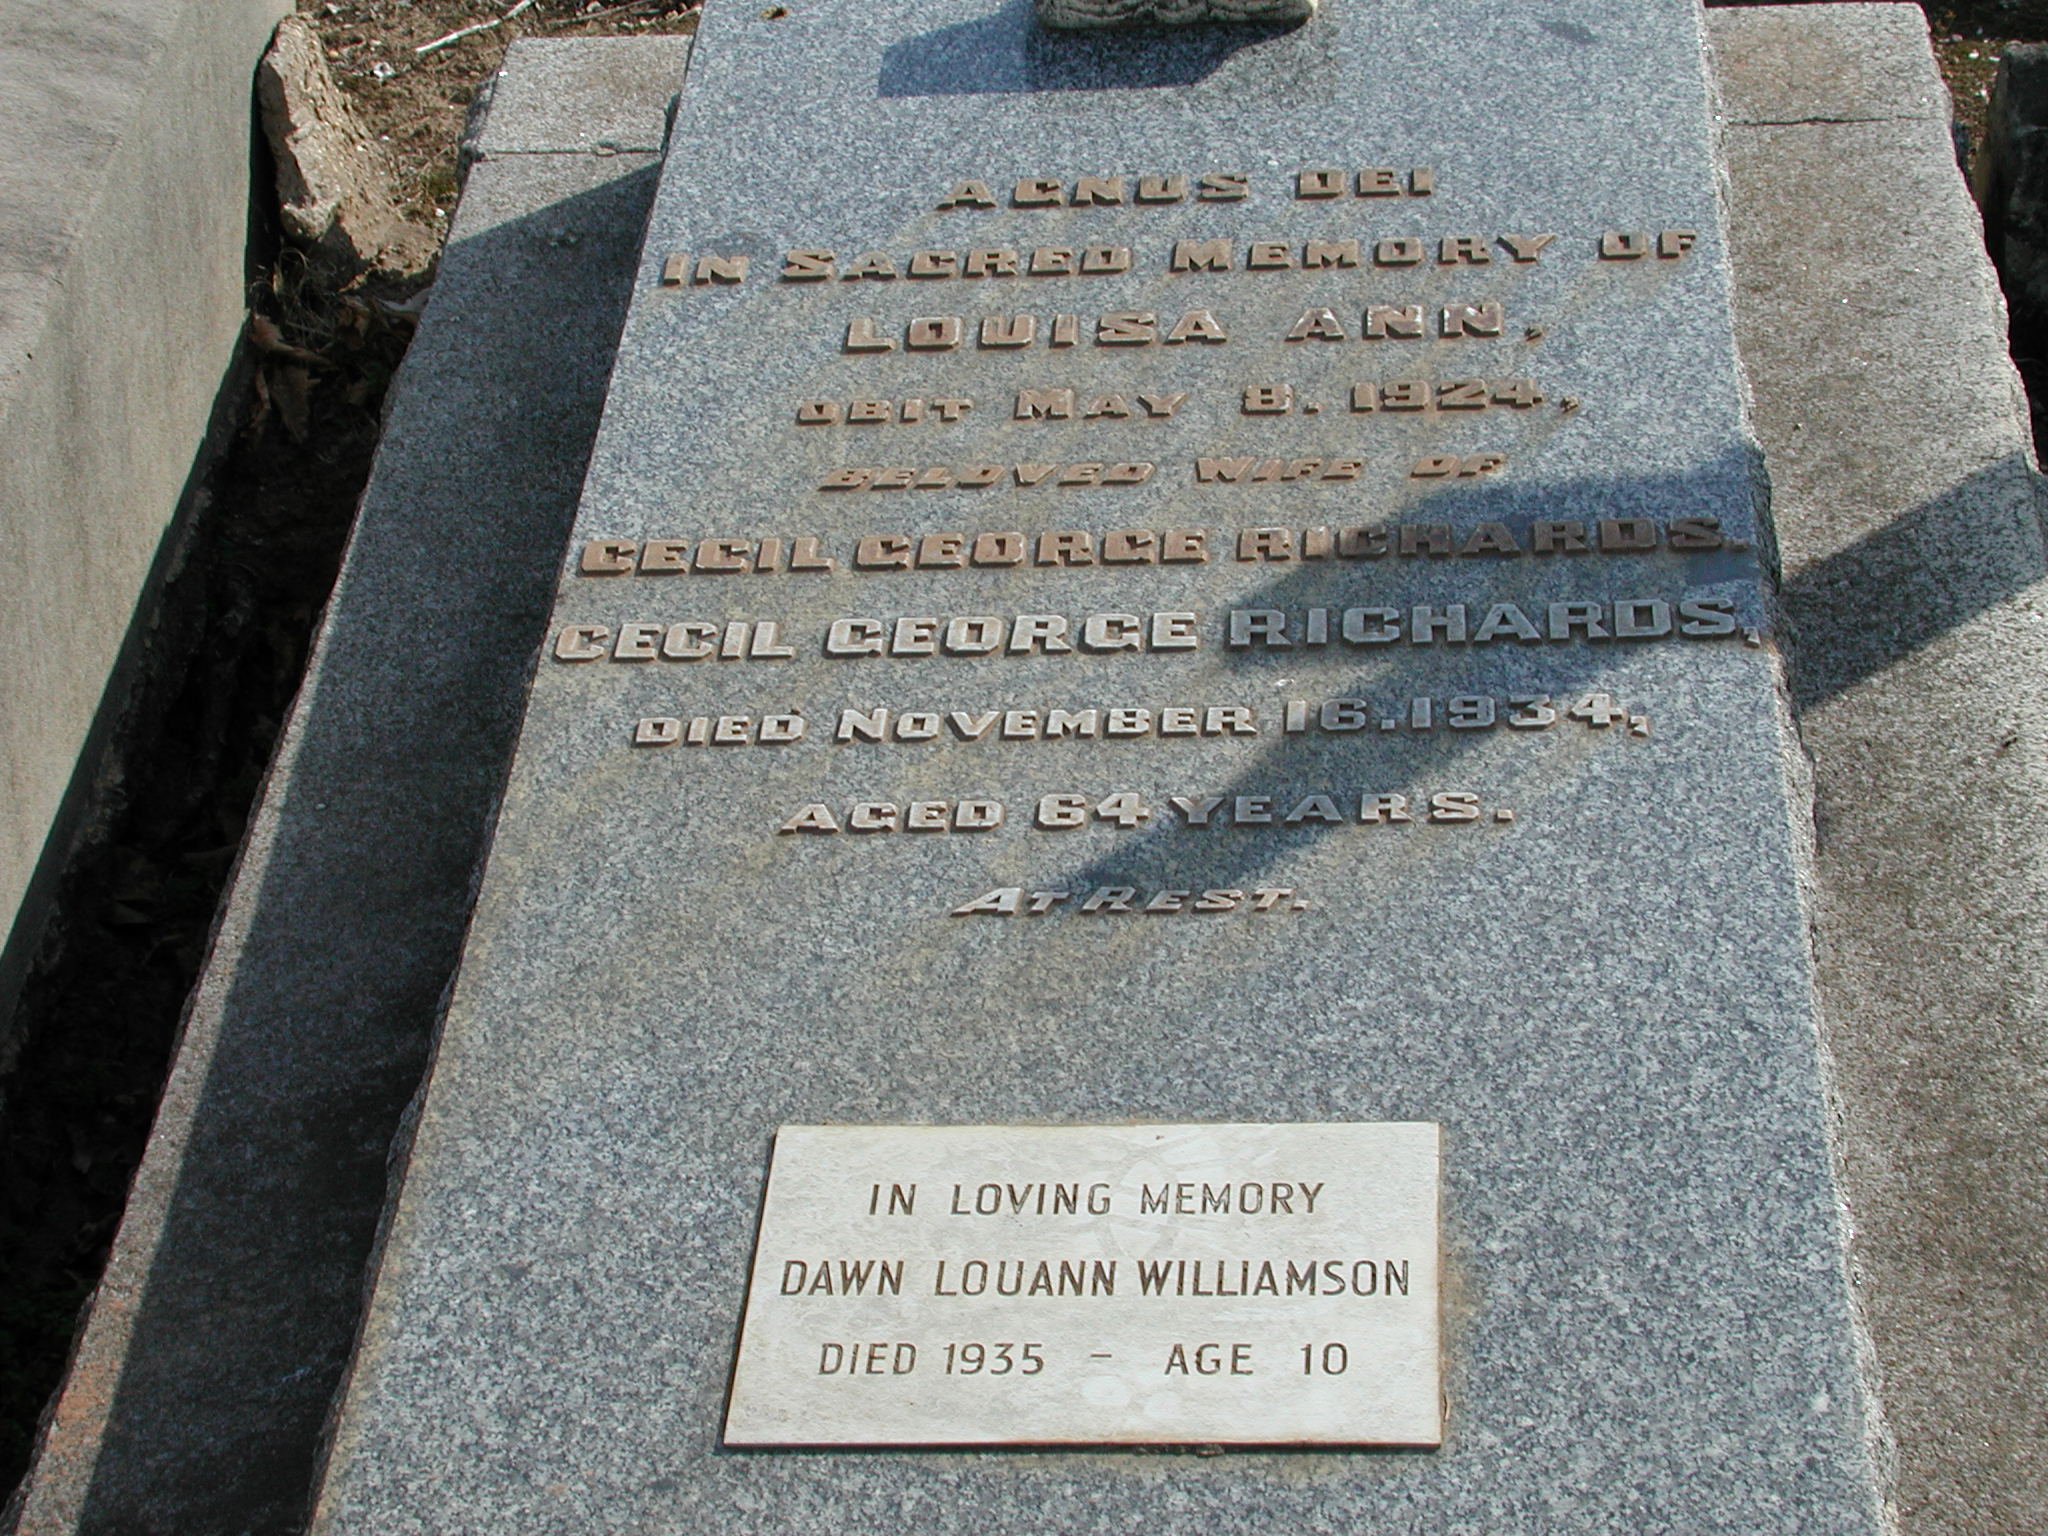 AGNUS DEI
IN SACRED MEMORY OF
LOUISA ANN,
OBIT MAY 8. 1924,
BELOVED WIFE OF
CECIL GEORGE RICHARDS.
CECIL GEORGE RICHARDS,
DIED NOVEMBER 16. 1934,
AGED 64 YEARS.
AT REST.
IN LOVING MEMORY
DAWN LOUANN WILLIAMSON
DIED 1935 - AGE 10